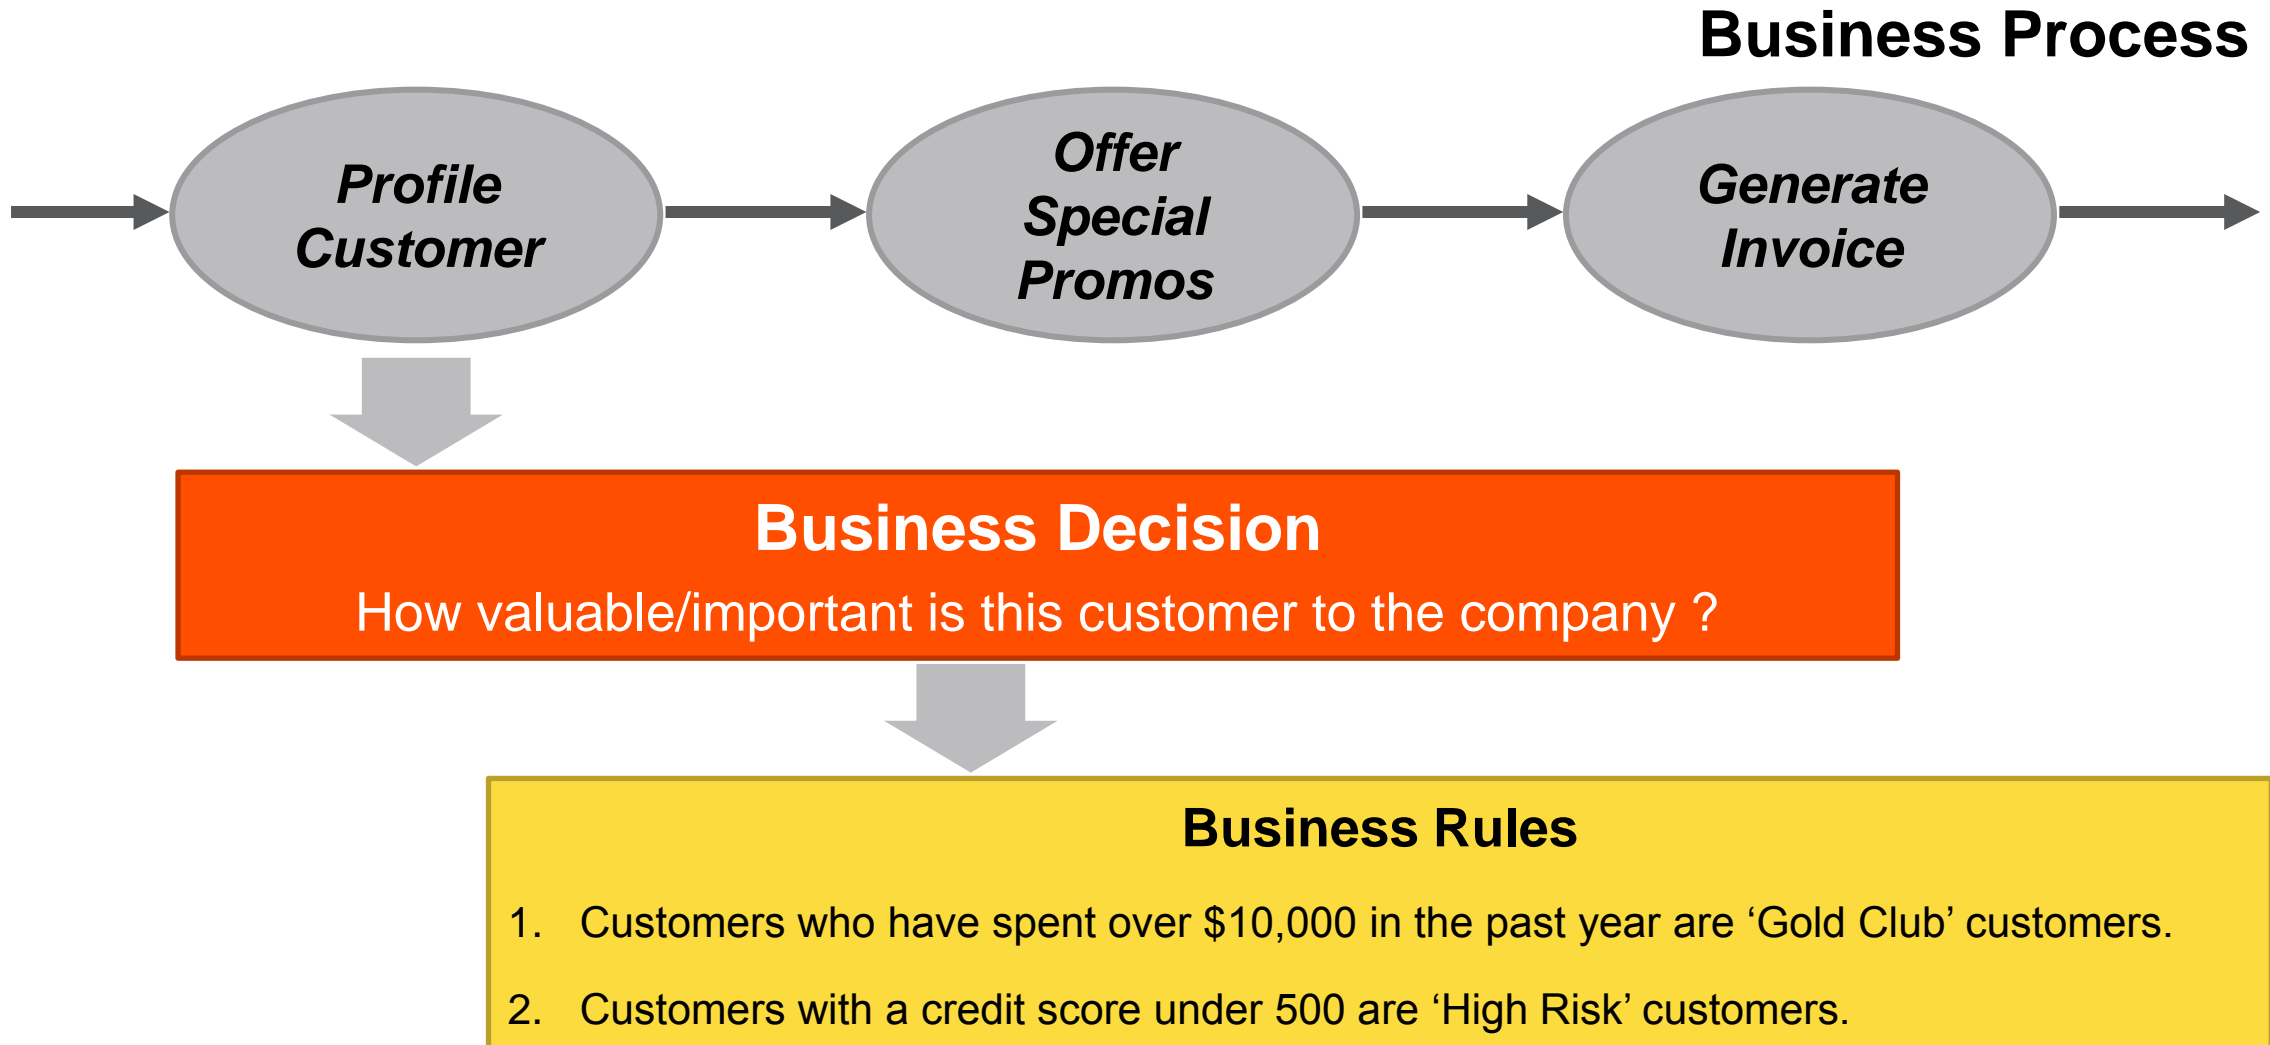 Business Process
Profile
Customer
Offer
Special
Promos
Generate
Invoice
Business Decision
How valuable/important is this customer to the company ?
Business Rules
1. Customers who have spent over $10,000 in the past year are ‘Gold Club’ customers.
2. Customers with a credit score under 500 are ‘High Risk’ customers.